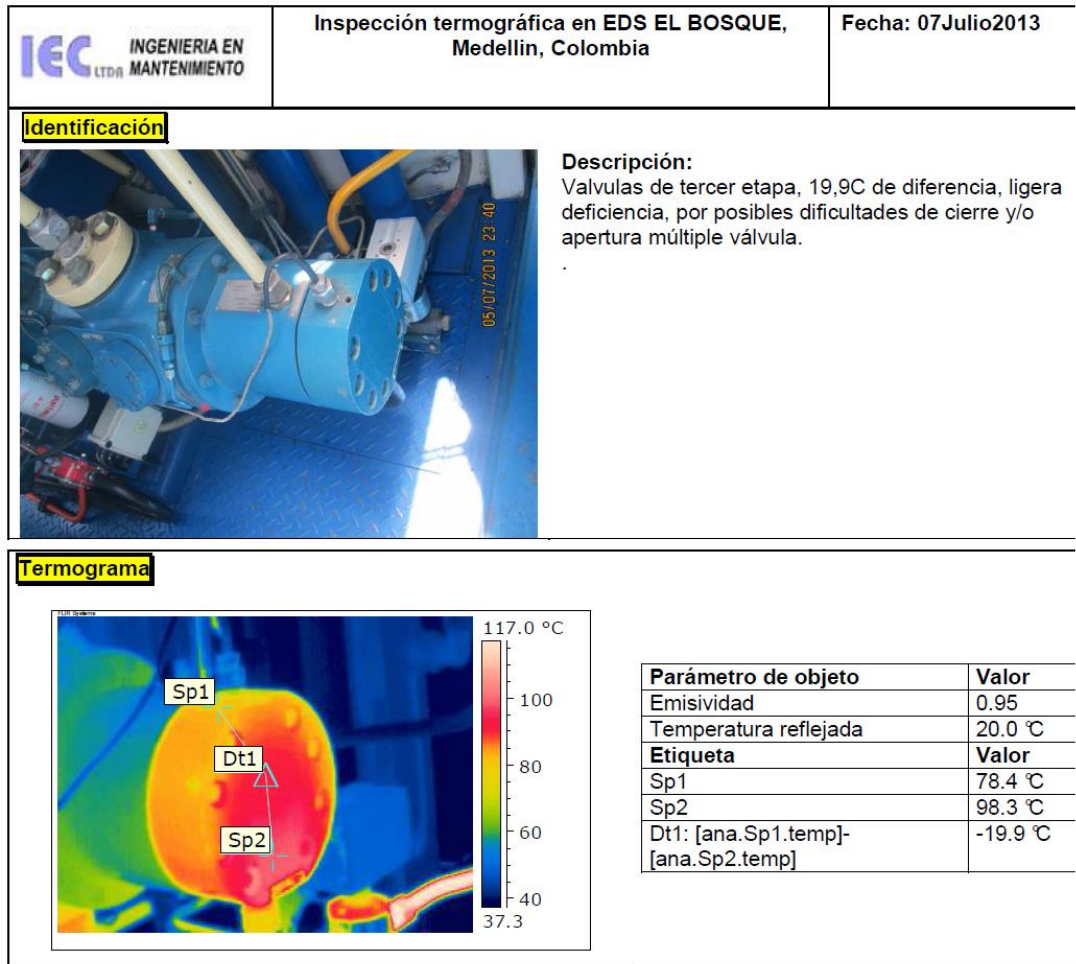 IEC LTDA INGENIERIA EN
MANTENIMIENTO
Inspección termográfica en EDS EL BOSQUE,
Medellin, Colombia
Fecha: 07Julio2013
Identificación
05/07/2013 23:40
Descripción:
Valvulas de tercer etapa, 19,9C de diferencia, ligera
deficiencia, por posibles dificultades de cierre y/o
apertura múltiple válvula.
.
Termograma
FLIR Systems
117.0 °C
100
80
60
40
37.3
Sp1
Dt1
Sp2
Parámetro de objeto Valor
Emisividad 0.95
Temperatura reflejada 20.0 °C
Etiqueta Valor
Sp1 78.4 °C
Sp2 98.3 °C
Dt1: [ana.Sp1.temp]- -19.9 °C
[ana.Sp2.temp]